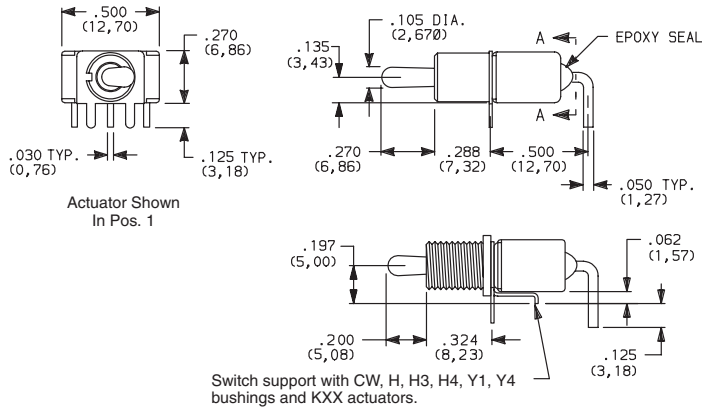 .500
(12,70)
.270
(6,86)
.030 TYP.
(0,76)
.125 TYP.
(3,18)
Actuator Shown
In Pos. 1
.105 DIA.
(2,670)
.135
(3,43)
A
EPOXY SEAL
A
.270
(6,86)
.288
(7,32)
.500
(12,70)
.050 TYP.
(1,27)
.197
(5,00)
.062
(1,57)
.200
(5,08)
.324
(8,23)
.125
(3,18)
Switch support with CW, H, H3, H4, Y1, Y4
bushings and KXX actuators.